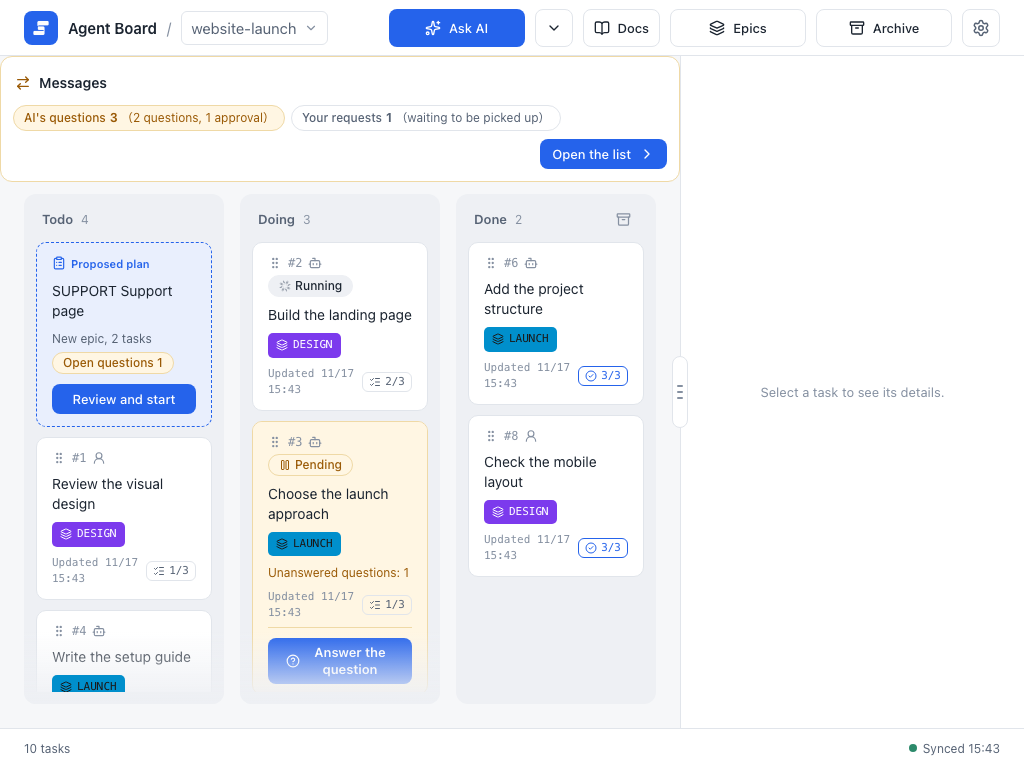 Agent Board / website-launch
Ask AI
Docs
Epics
Archive
Messages
AI's questions 3 (2 questions, 1 approval)
Your requests 1 (waiting to be picked up)
Open the list
Todo 4
Proposed plan
SUPPORT Support
page
New epic, 2 tasks
Open questions 1
Review and start
#1
Review the visual
design
DESIGN
Updated 11/17
15:43
1/3
#4
Write the setup guide
LAUNCH
Doing 3
#2
Running
Build the landing page
DESIGN
Updated 11/17
15:43
2/3
#3
Pending
Choose the launch
approach
LAUNCH
Unanswered questions: 1
Updated 11/17
15:43
1/3
Answer the
question
Done 2
#6
Add the project
structure
LAUNCH
Updated 11/17
15:43
3/3
#8
Check the mobile
layout
DESIGN
Updated 11/17
15:43
3/3
Select a task to see its details.
10 tasks
Synced 15:43